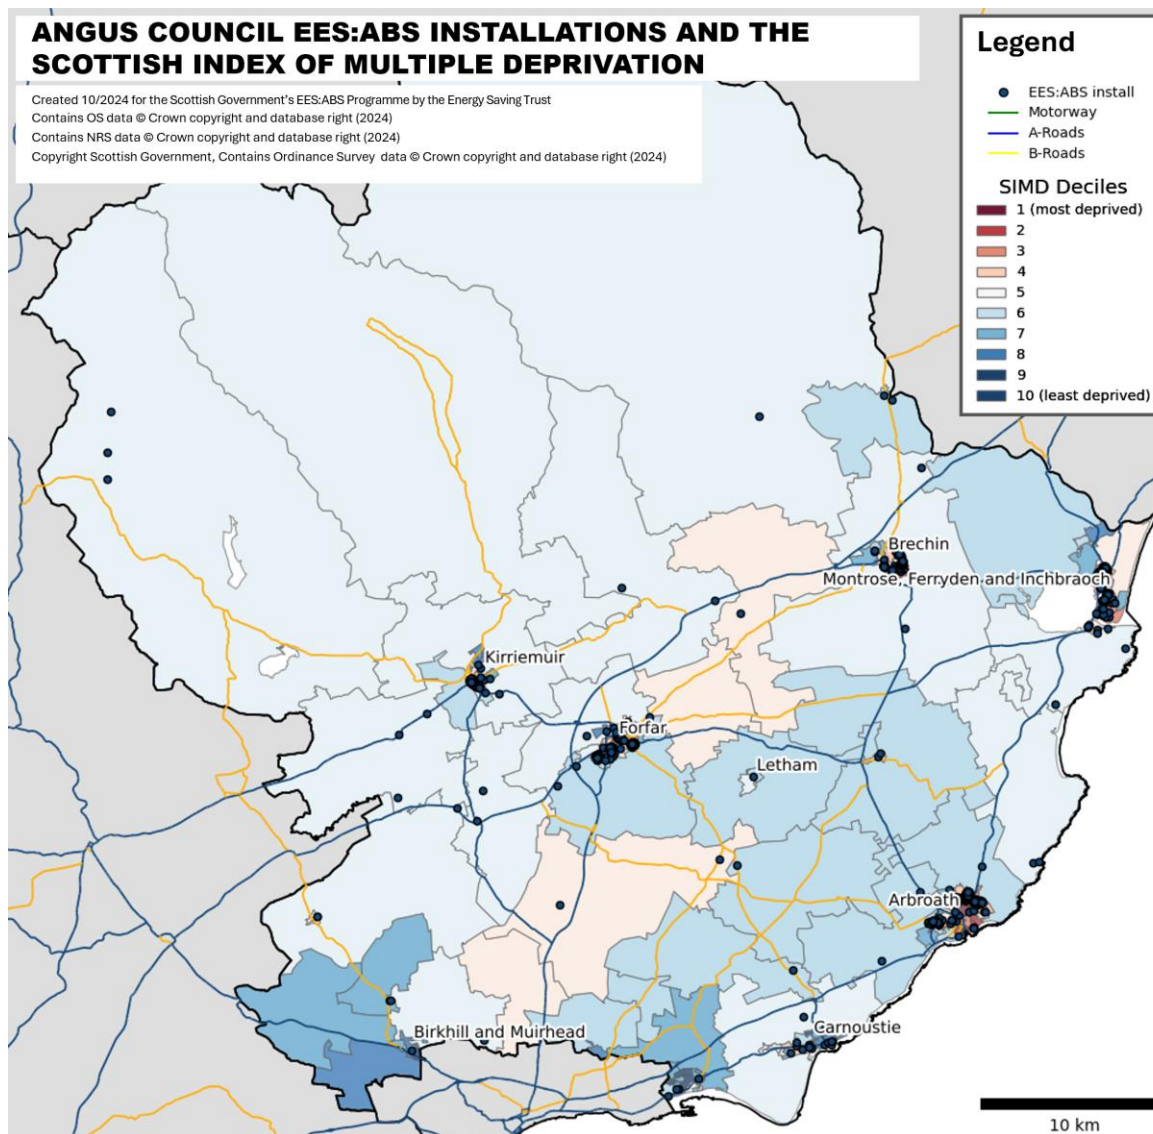 ANGUS COUNCIL EES:ABS INSTALLATIONS AND THE
SCOTTISH INDEX OF MULTIPLE DEPRIVATION
Created 10/2024 for the Scottish Government's EES:ABS Programme by the Energy Saving Trust
Contains OS data © Crown copyright and database right (2024)
Contains NRS data © Crown copyright and database right (2024)
Copyright Scottish Government, Contains Ordinance Survey data © Crown copyright and database right (2024)
Legend
EES:ABS install
Motorway
A-Roads
B-Roads
SIMD Deciles
1 (most deprived)
2
3
4
5
6
7
8
9
10 (least deprived)
Brechin
Montrose, Ferryden and Inchbraoch
Kirriemuir
Forfar
Letham
Arbroath
Carnoustie
Birkhill and Muirhead
10 km